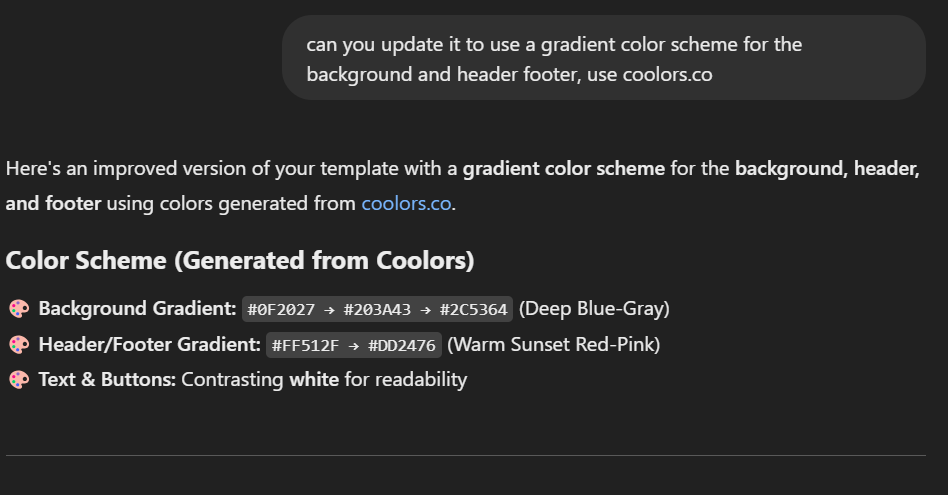 can you update it to use a gradient color scheme for the
background and header footer, use coolors.co
Here's an improved version of your template with a gradient color scheme for the background, header,
and footer using colors generated from coolors.co.
Color Scheme (Generated from Coolors)
🎨 Background Gradient: #0F2027 → #203A43 → #2C5364 (Deep Blue-Gray)
🎨 Header/Footer Gradient: #FF512F → #DD2476 (Warm Sunset Red-Pink)
🎨 Text & Buttons: Contrasting white for readability